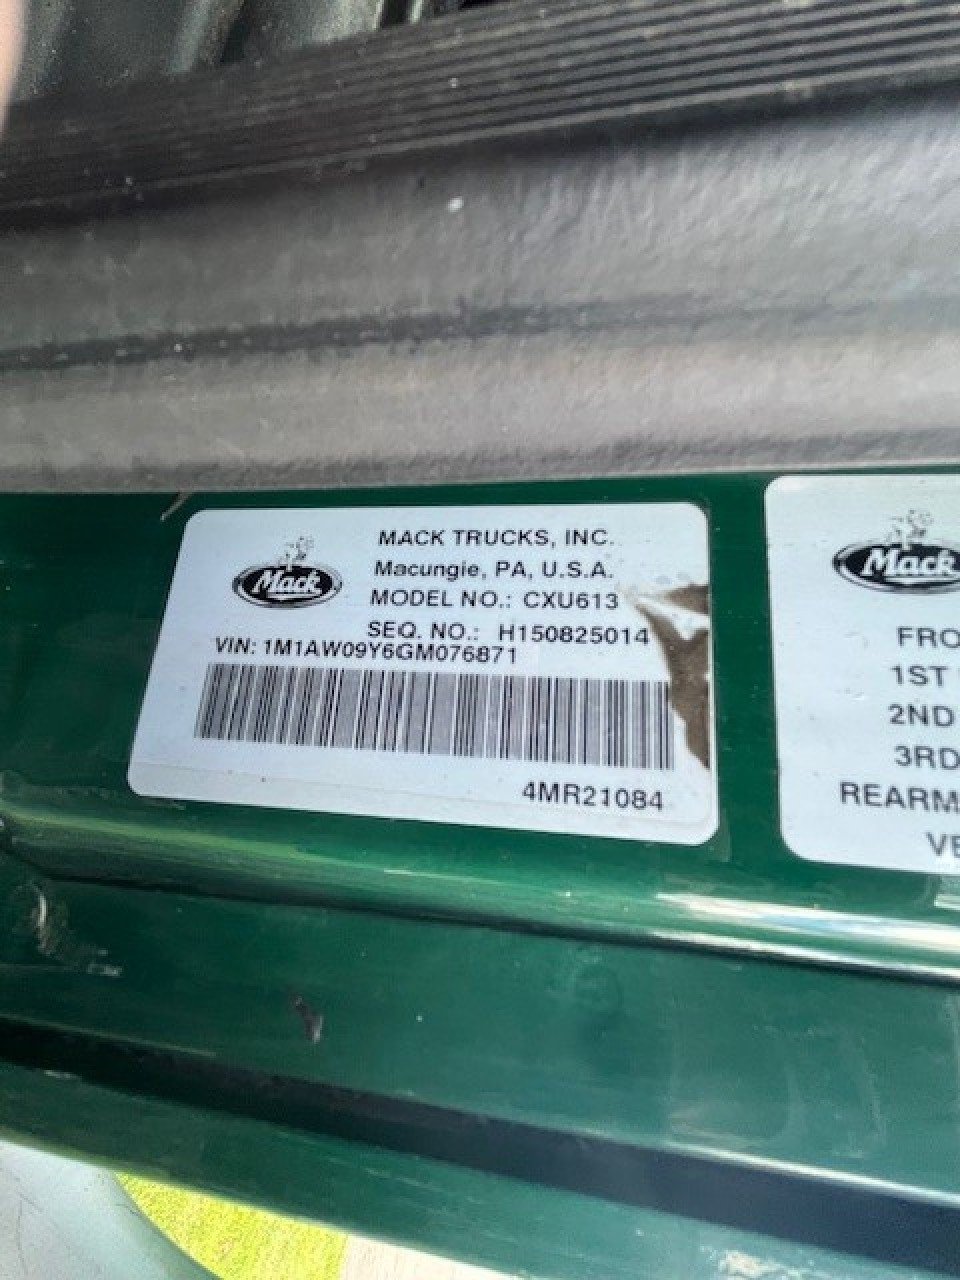 Mack
MACK TRUCKS, INC.
Macungie, PA, U.S.A.
MODEL NO.: CXU613
SEQ. NO.: H150825014
VIN: 1M1AW09Y6GM076871
4MR21084
Mack
FRO
1ST
2ND
3RD
REARM
VE